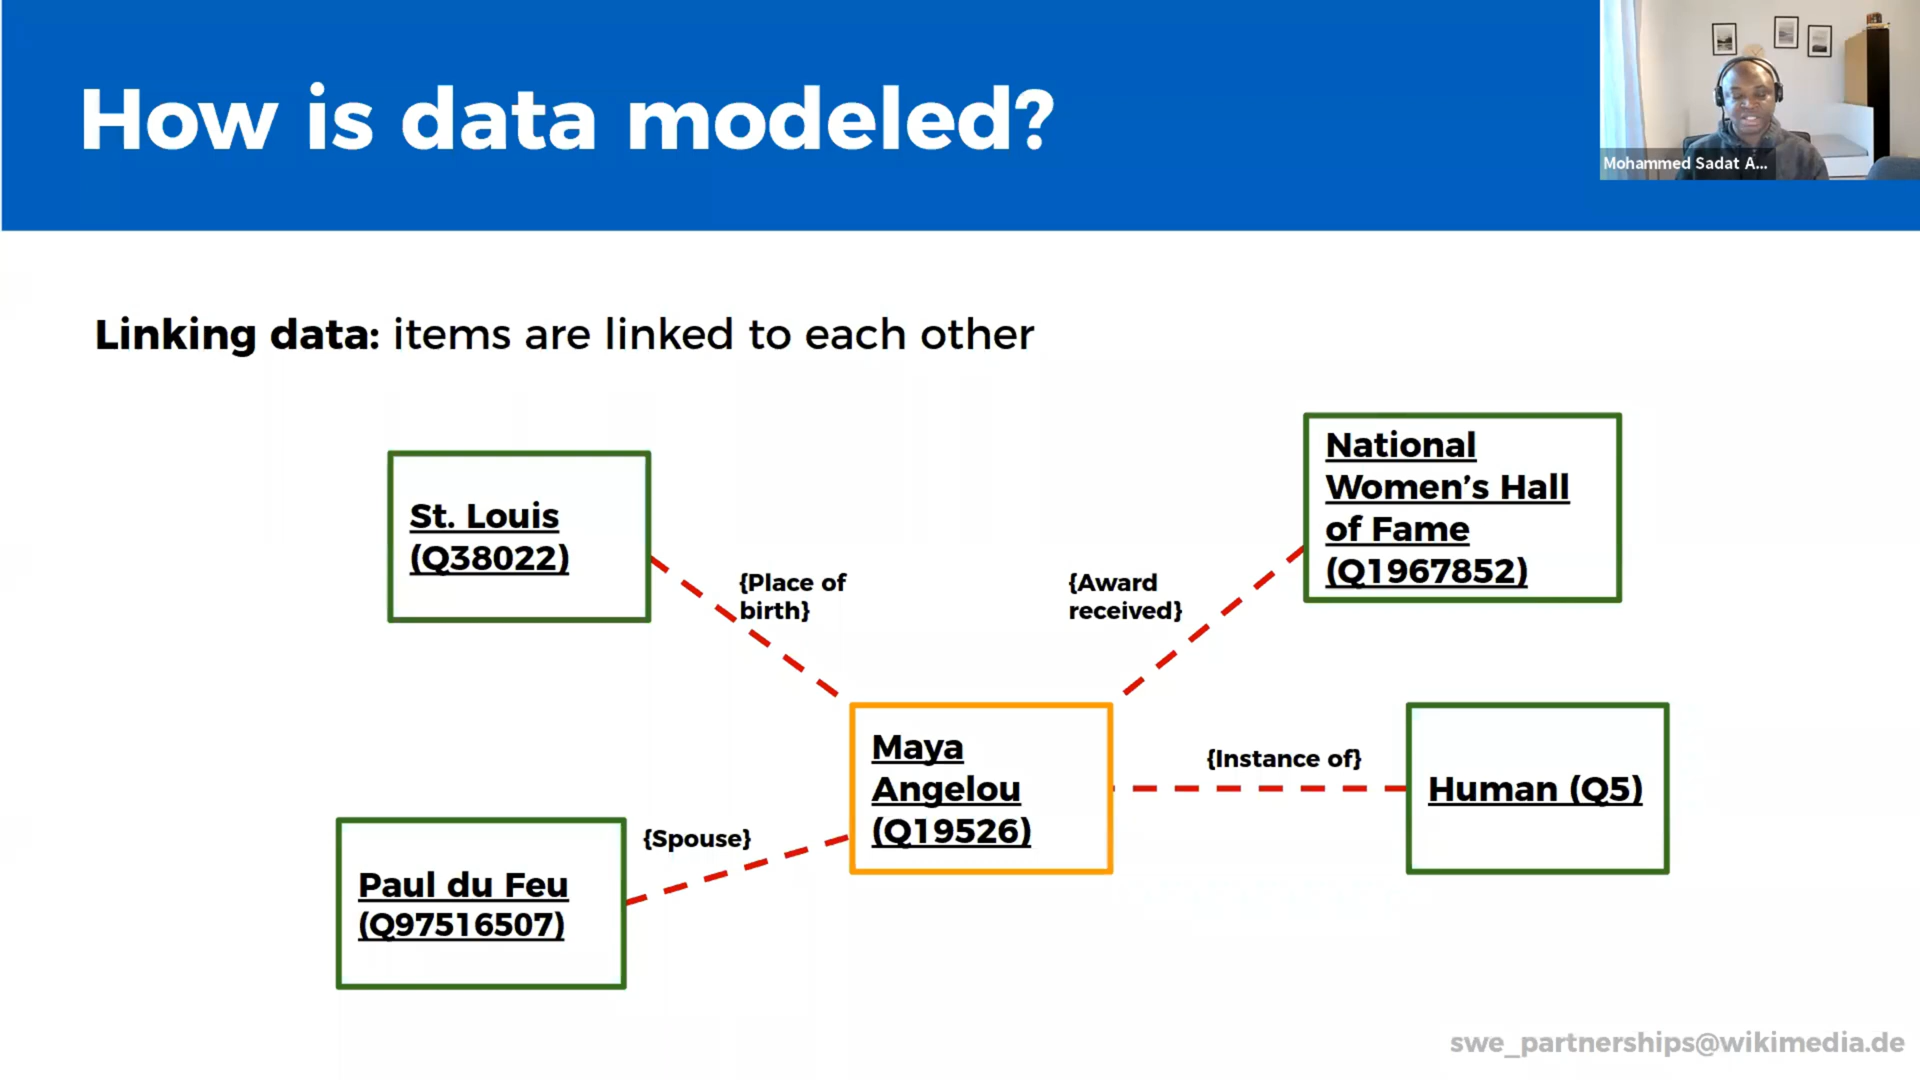 How is data modeled?
Mohammed Sadat A...
Linking data: items are linked to each other
St. Louis
(Q38022)
{Place of
birth}
{Award
received}
National
Women’s Hall
of Fame
(Q1967852)
Maya
Angelou
(Q19526)
{Instance of}
Human (Q5)
{Spouse}
Paul du Feu
(Q97516507)
swe_partnerships@wikimedia.de